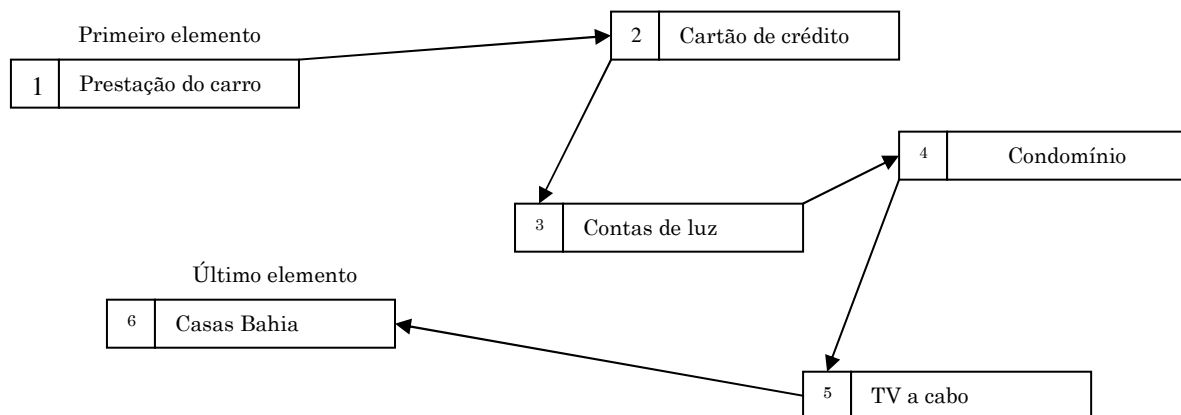 Primeiro elemento
1 Prestação do carro
2 Cartão de crédito
3 Contas de luz
4 Condomínio
5 TV a cabo
Último elemento
6 Casas Bahia